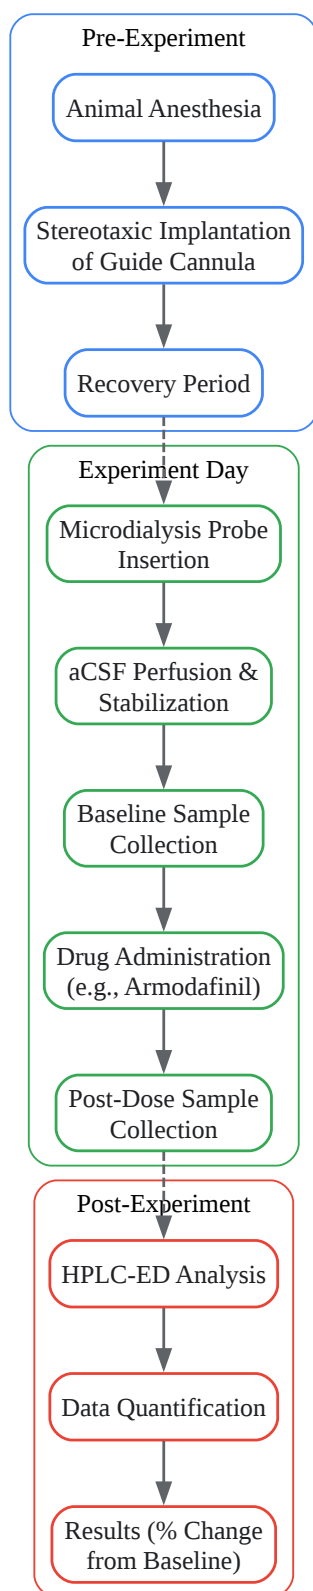 Pre-Experiment
Animal Anesthesia
Stereotaxic Implantation
of Guide Cannula
Recovery Period
Experiment Day
Microdialysis Probe
Insertion
aCSF Perfusion &
Stabilization
Baseline Sample
Collection
Drug Administration
(e.g., Armodafinil)
Post-Dose Sample
Collection
Post-Experiment
HPLC-ED Analysis
Data Quantification
Results (% Change
from Baseline)